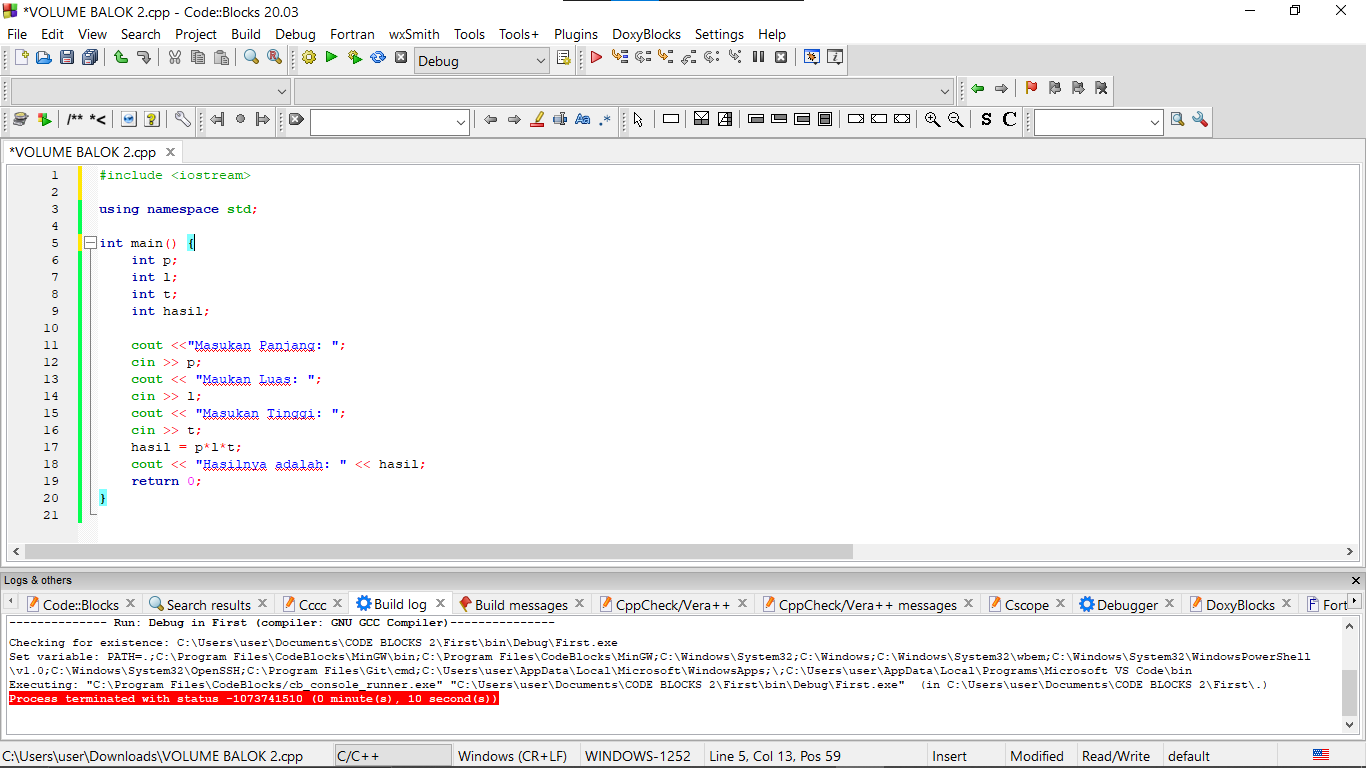 *VOLUME BALOK 2.cpp - Code::Blocks 20.03
File Edit View Search Project Build Debug Fortran wxSmith Tools Tools+ Plugins DoxyBlocks Settings Help
Debug
/** *< ?
Aa .* S C
*VOLUME BALOK 2.cpp
1 #include <iostream>
2
3 using namespace std;
4
5 int main() {
6 int p;
7 int l;
8 int t;
9 int hasil;
10
11 cout <<"Masukan Panjang: ";
12 cin >> p;
13 cout << "Maukan Luas: ";
14 cin >> l;
15 cout << "Masukan Tinggi: ";
16 cin >> t;
17 hasil = p*l*t;
18 cout << "Hasilnya adalah: " << hasil;
19 return 0;
20 }
21
Logs & others
Code::Blocks Search results Cccc Build log Build messages CppCheck/Vera++ CppCheck/Vera++ messages Cscope Debugger DoxyBlocks Fort
-------------- Run: Debug in First (compiler: GNU GCC Compiler)---------------
Checking for existence: C:\Users\user\Documents\CODE BLOCKS 2\First\bin\Debug\First.exe
Set variable: PATH=.;C:\Program Files\CodeBlocks\MinGW\bin;C:\Program Files\CodeBlocks\MinGW;C:\Windows\System32;C:\Windows;C:\Windows\System32\wbem;C:\Windows\System32\WindowsPowerShell
\v1.0;C:\Windows\System32\OpenSSH;C:\Program Files\Git\cmd;C:\Users\user\AppData\Local\Microsoft\WindowsApps;\;C:\Users\user\AppData\Local\Programs\Microsoft VS Code\bin
Executing: "C:\Program Files\CodeBlocks/cb_console_runner.exe" "C:\Users\user\Documents\CODE BLOCKS 2\First\bin\Debug\First.exe" (in C:\Users\user\Documents\CODE BLOCKS 2\First\.)
Process terminated with status -1073741510 (0 minute(s), 10 second(s))
C:\Users\user\Downloads\VOLUME BALOK 2.cpp C/C++ Windows (CR+LF) WINDOWS-1252 Line 5, Col 13, Pos 59 Insert Modified Read/Write default